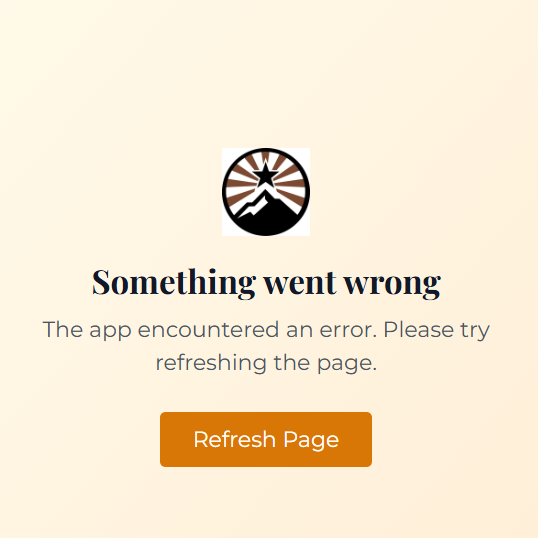 Something went wrong
The app encountered an error. Please try
refreshing the page.
Refresh Page